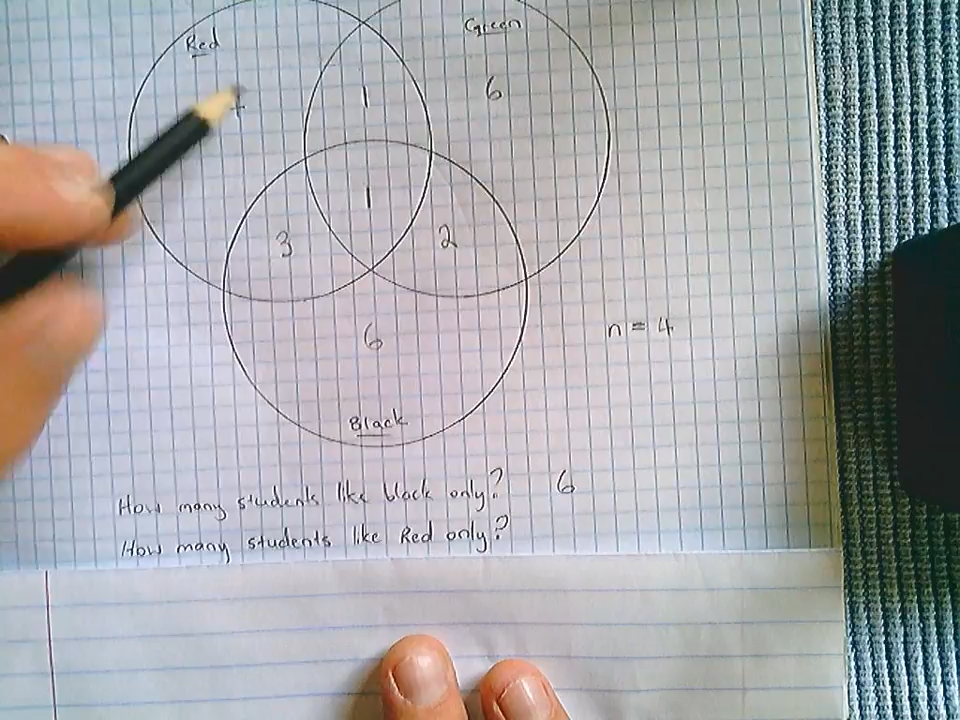 Red
Green
1
6
1
3
2
6
n = 4
Black
How many students like black only? 6
How many students like Red only?